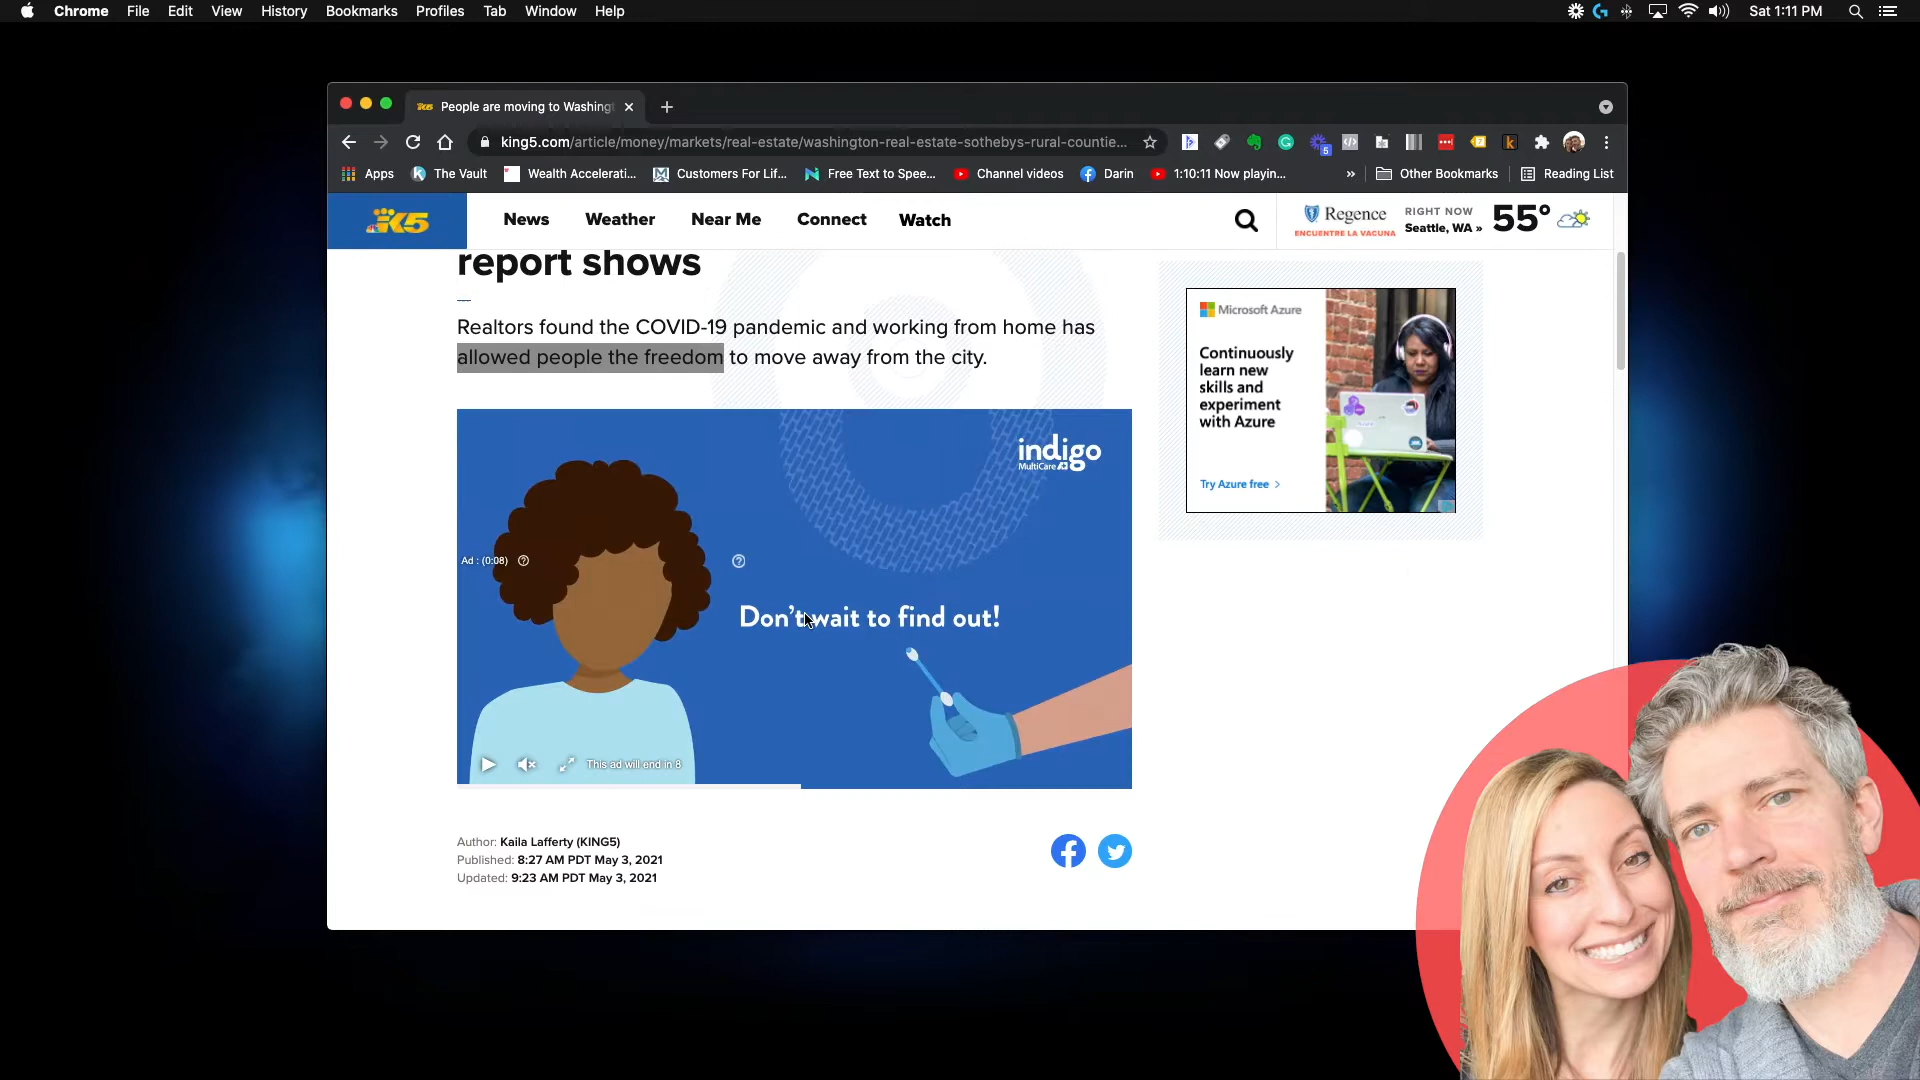 Chrome File Edit View History Bookmarks Profiles Tab Window Help
Sat 1:11 PM
People are moving to Washingt
king5.com/article/money/markets/real-estate/washington-real-estate-sothebys-rural-countie...
5
Apps The Vault Wealth Accelerati... Customers For Lif... Free Text to Spee... Channel videos Darin 1:10:11 Now playin... » Other Bookmarks Reading List
K5 News Weather Near Me Connect Watch
Regence
ENCUENTRE LA VACUNA
RIGHT NOW
Seattle, WA »
55°
report shows
Realtors found the COVID-19 pandemic and working from home has
allowed people the freedom to move away from the city.
Microsoft Azure
Continuously
learn new
skills and
experiment
with Azure
Try Azure free >
indigo
MultiCare
Ad : (0:08)
Don't wait to find out!
This ad will end in 8
Author: Kaila Lafferty (KING5)
Published: 8:27 AM PDT May 3, 2021
Updated: 9:23 AM PDT May 3, 2021